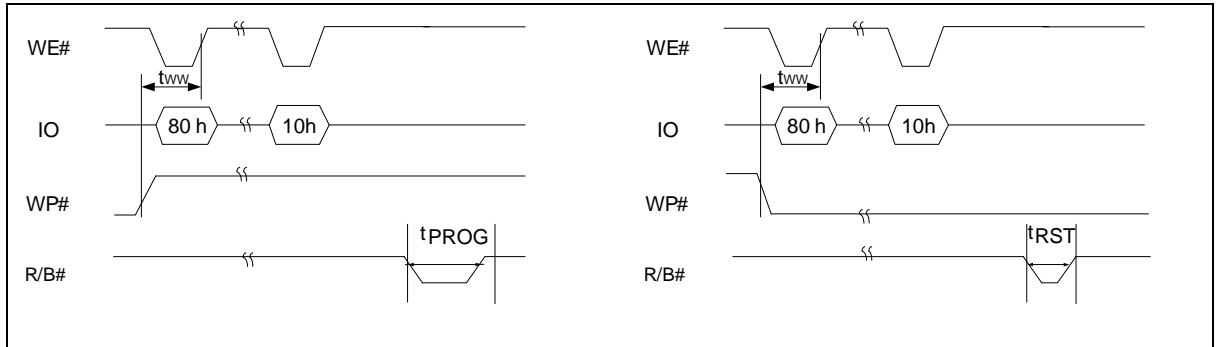 WE#
tww
IO
80 h
10h
WP#
tPROG
R/B#
WE#
tww
IO
80 h
10h
WP#
tRST
R/B#